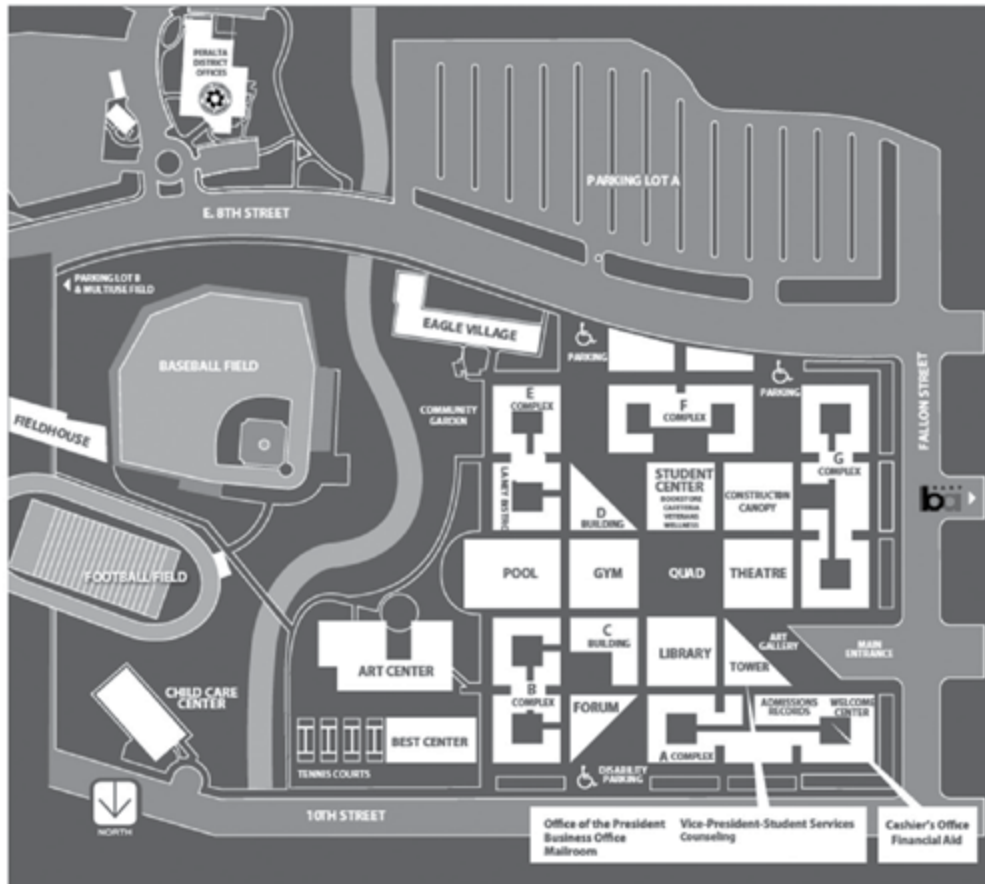 PERALTA
DISTRICT
OFFICES
PARKING LOT A
E. 8TH STREET
PARKING LOT B
& MULTIUSE FIELD
EAGLE VILLAGE
PARKING
PARKING
BASEBALL FIELD
FALLON STREET
E
COMPLEX
F
COMPLEX
COMMUNITY
GARDEN
FIELDHOUSE
G
COMPLEX
LANEY BISTRO
STUDENT
CENTER
BOOKSTORE
CAFETERIA
VETERANS
WELLNESS
CONSTRUCTION
CANOPY
D
BUILDING
bart
ba
FOOTBALL FIELD
POOL
GYM
QUAD
THEATRE
C
BUILDING
LIBRARY
TOWER
ART
GALLERY
MAIN
ENTRANCE
ART CENTER
CHILD CARE
CENTER
B
COMPLEX
FORUM
ADMISSIONS
RECORDS
WELCOME
CENTER
BEST CENTER
A COMPLEX
TENNIS COURTS
DISABILITY
PARKING
NORTH
10TH STREET
Office of the President
Business Office
Mailroom
Vice-President-Student Services
Counseling
Cashier's Office
Financial Aid